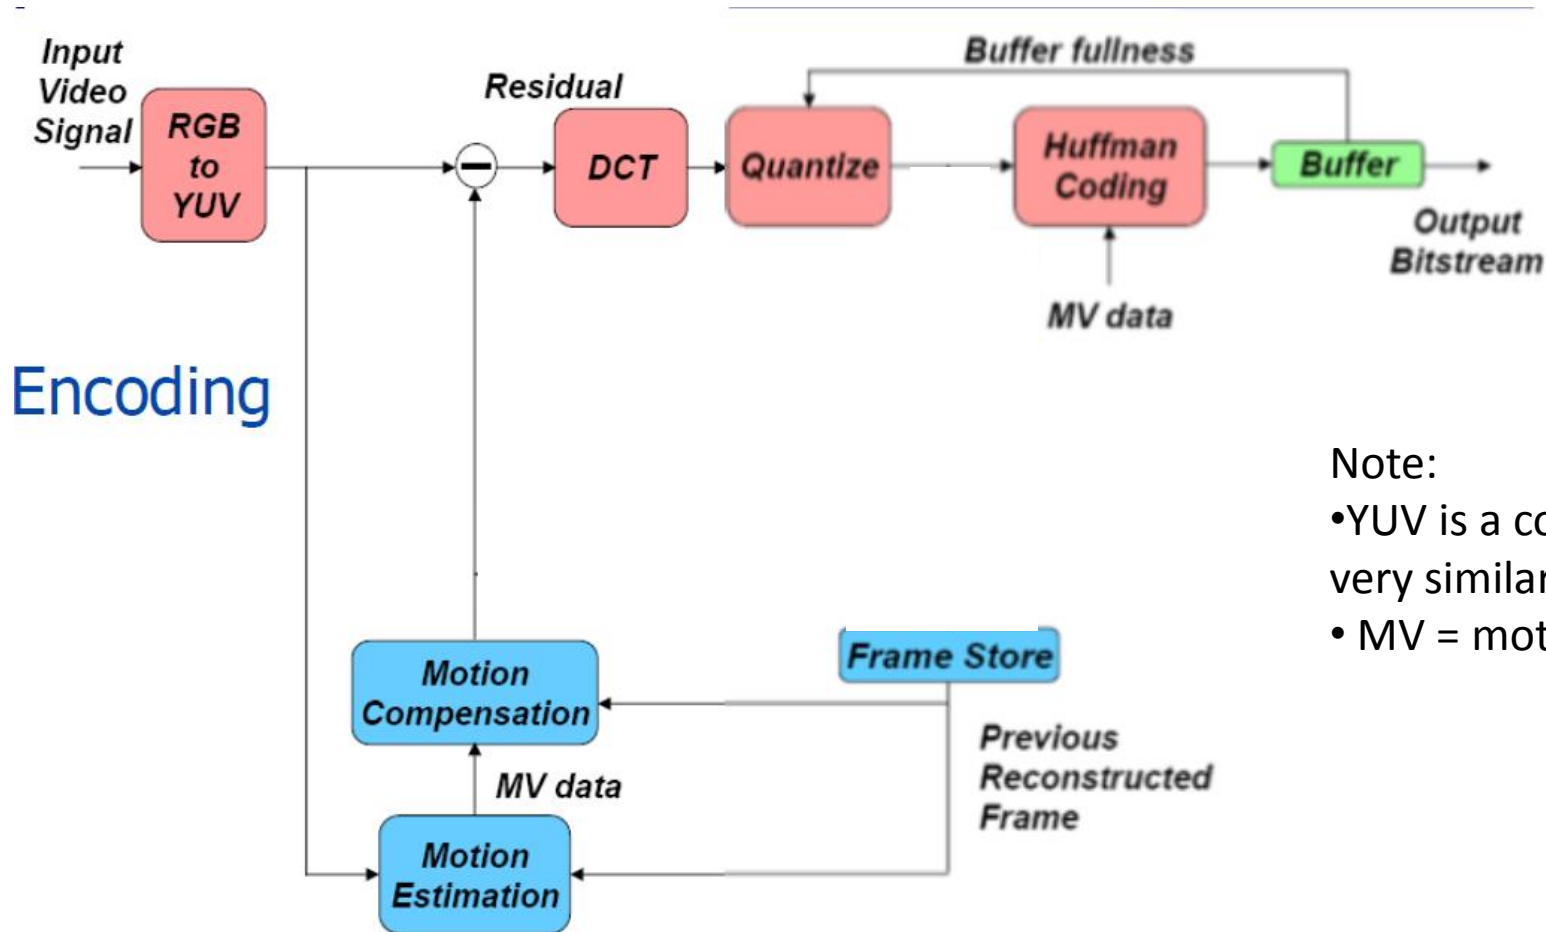 Input
Video
Signal
RGB
to
YUV
Residual
DCT
Quantize
Buffer fullness
Huffman
Coding
Buffer
Output
Bitstream
MV data
Encoding
Note:
•YUV is a co
very similar
• MV = mot
Motion
Compensation
Frame Store
Previous
Reconstructed
Frame
MV data
Motion
Estimation